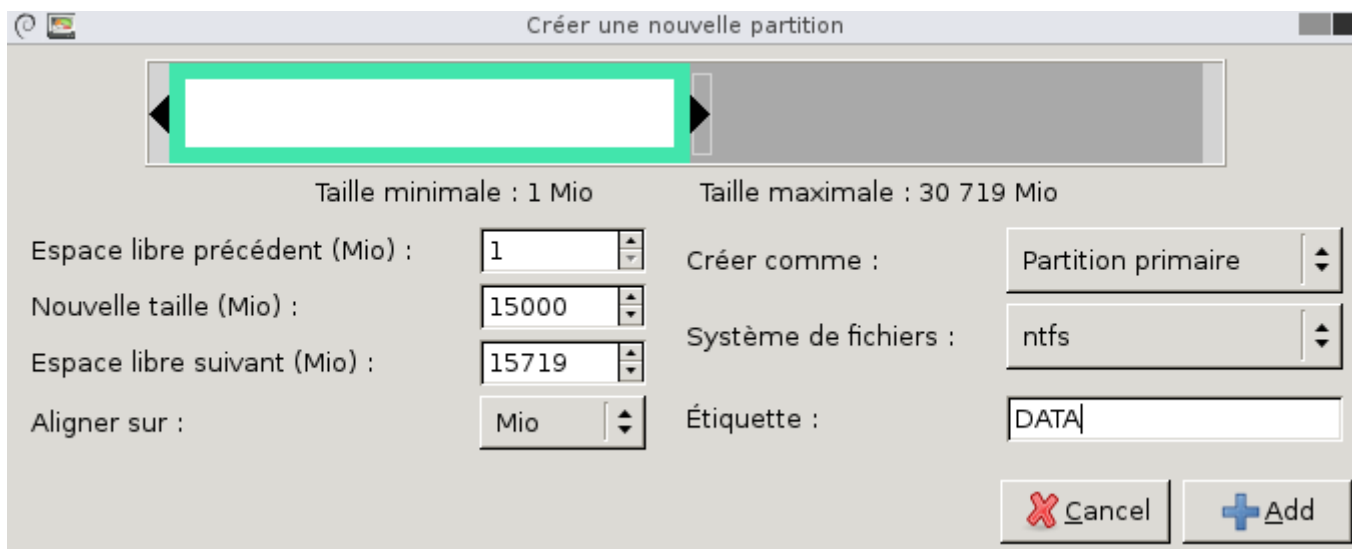 Créer une nouvelle partition
Taille minimale : 1 Mio
Taille maximale : 30 719 Mio
Espace libre précédent (Mio) :
1
Nouvelle taille (Mio) :
15000
Espace libre suivant (Mio) :
15719
Aligner sur :
Mio
Créer comme :
Partition primaire
Système de fichiers :
ntfs
Étiquette :
DATA
Cancel
Add